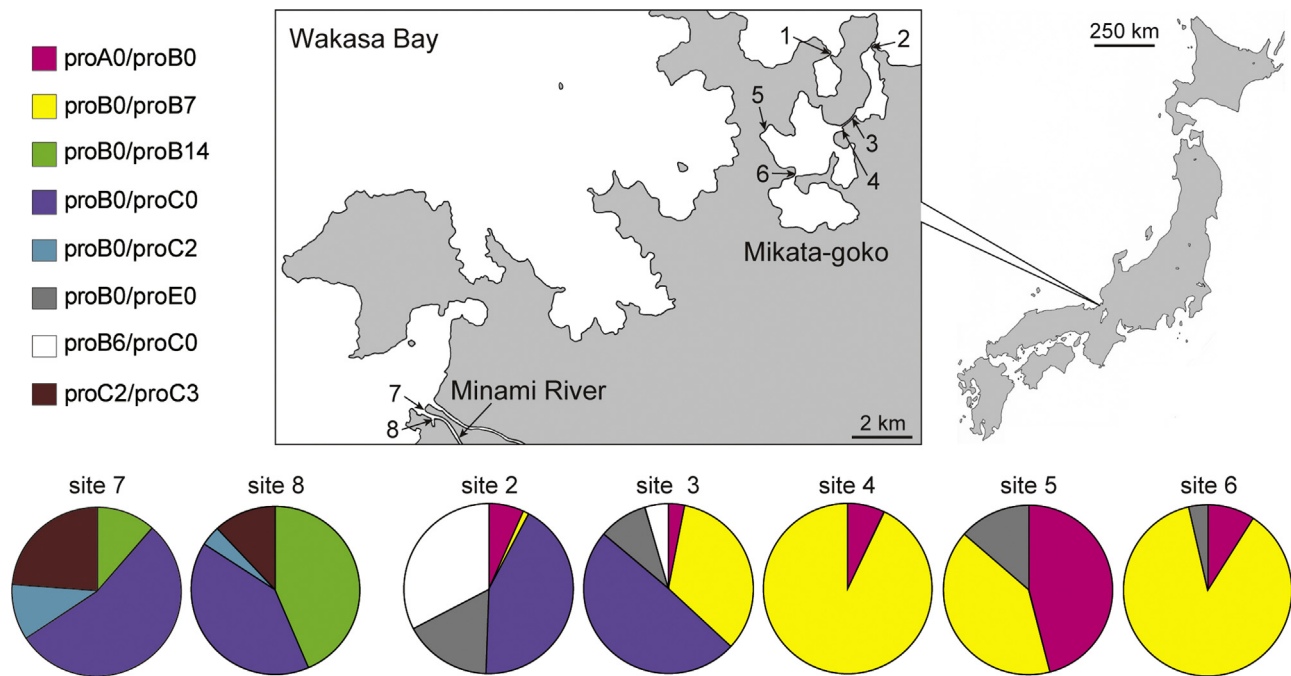 proA0/proB0
proB0/proB7
proB0/proB14
proB0/proC0
proB0/proC2
proB0/proE0
proB6/proC0
proC2/proC3
Wakasa Bay
1
2
5
3
6
4
Mikata-goko
Minami River
7
8
2 km
250 km
site 7
site 8
site 2
site 3
site 4
site 5
site 6